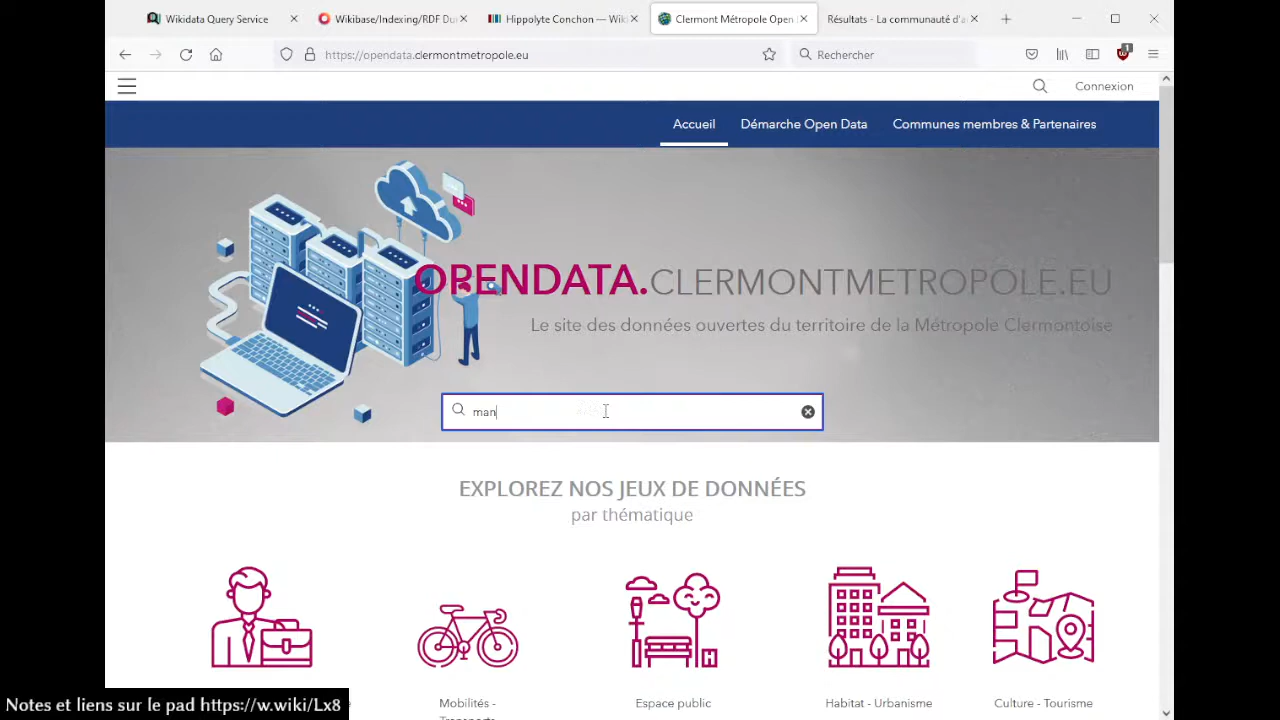 Wikidata Query Service
Wikibase/Indexing/RDF Du
Hippolyte Conchon — Wiki
Clermont Métropole Open
Résultats - La communauté d'a
https://opendata.clermontmetropole.eu
Rechercher
1
Connexion
Accueil
Démarche Open Data
Communes membres & Partenaires
OPENDATA.CLERMONTMETROPOLE.EU
Le site des données ouvertes du territoire de la Métropole Clermontoise
man
EXPLOREZ NOS JEUX DE DONNÉES
par thématique
Mobilités -
Transports
Espace public
Habitat - Urbanisme
Culture - Tourisme
Notes et liens sur le pad https://w.wiki/Lx8